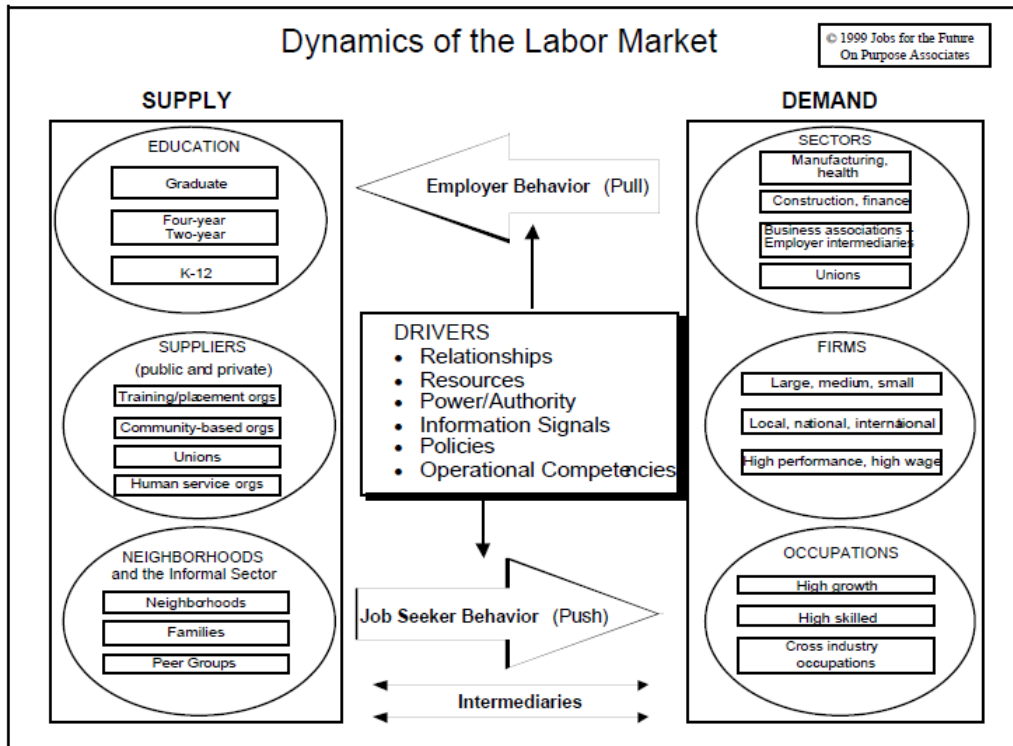 Dynamics of the Labor Market
© 1999 Jobs for the Future
On Purpose Associates
SUPPLY
EDUCATION
Graduate
Four-year
Two-year
K-12
SUPPLIERS
(public and private)
Training/placement orgs
Community-based orgs
Unions
Human service orgs
NEIGHBORHOODS
and the Informal Sector
Neighborhoods
Families
Peer Groups
Employer Behavior (Pull)
DRIVERS
• Relationships
• Resources
• Power/Authority
• Information Signals
• Policies
• Operational Competencies
Job Seeker Behavior (Push)
Intermediaries
DEMAND
SECTORS
Manufacturing,
health
Construction, finance
Business associations –
Employer intermediaries
Unions
FIRMS
Large, medium, small
Local, national, international
High performance, high wage
OCCUPATIONS
High growth
High skilled
Cross industry
occupations